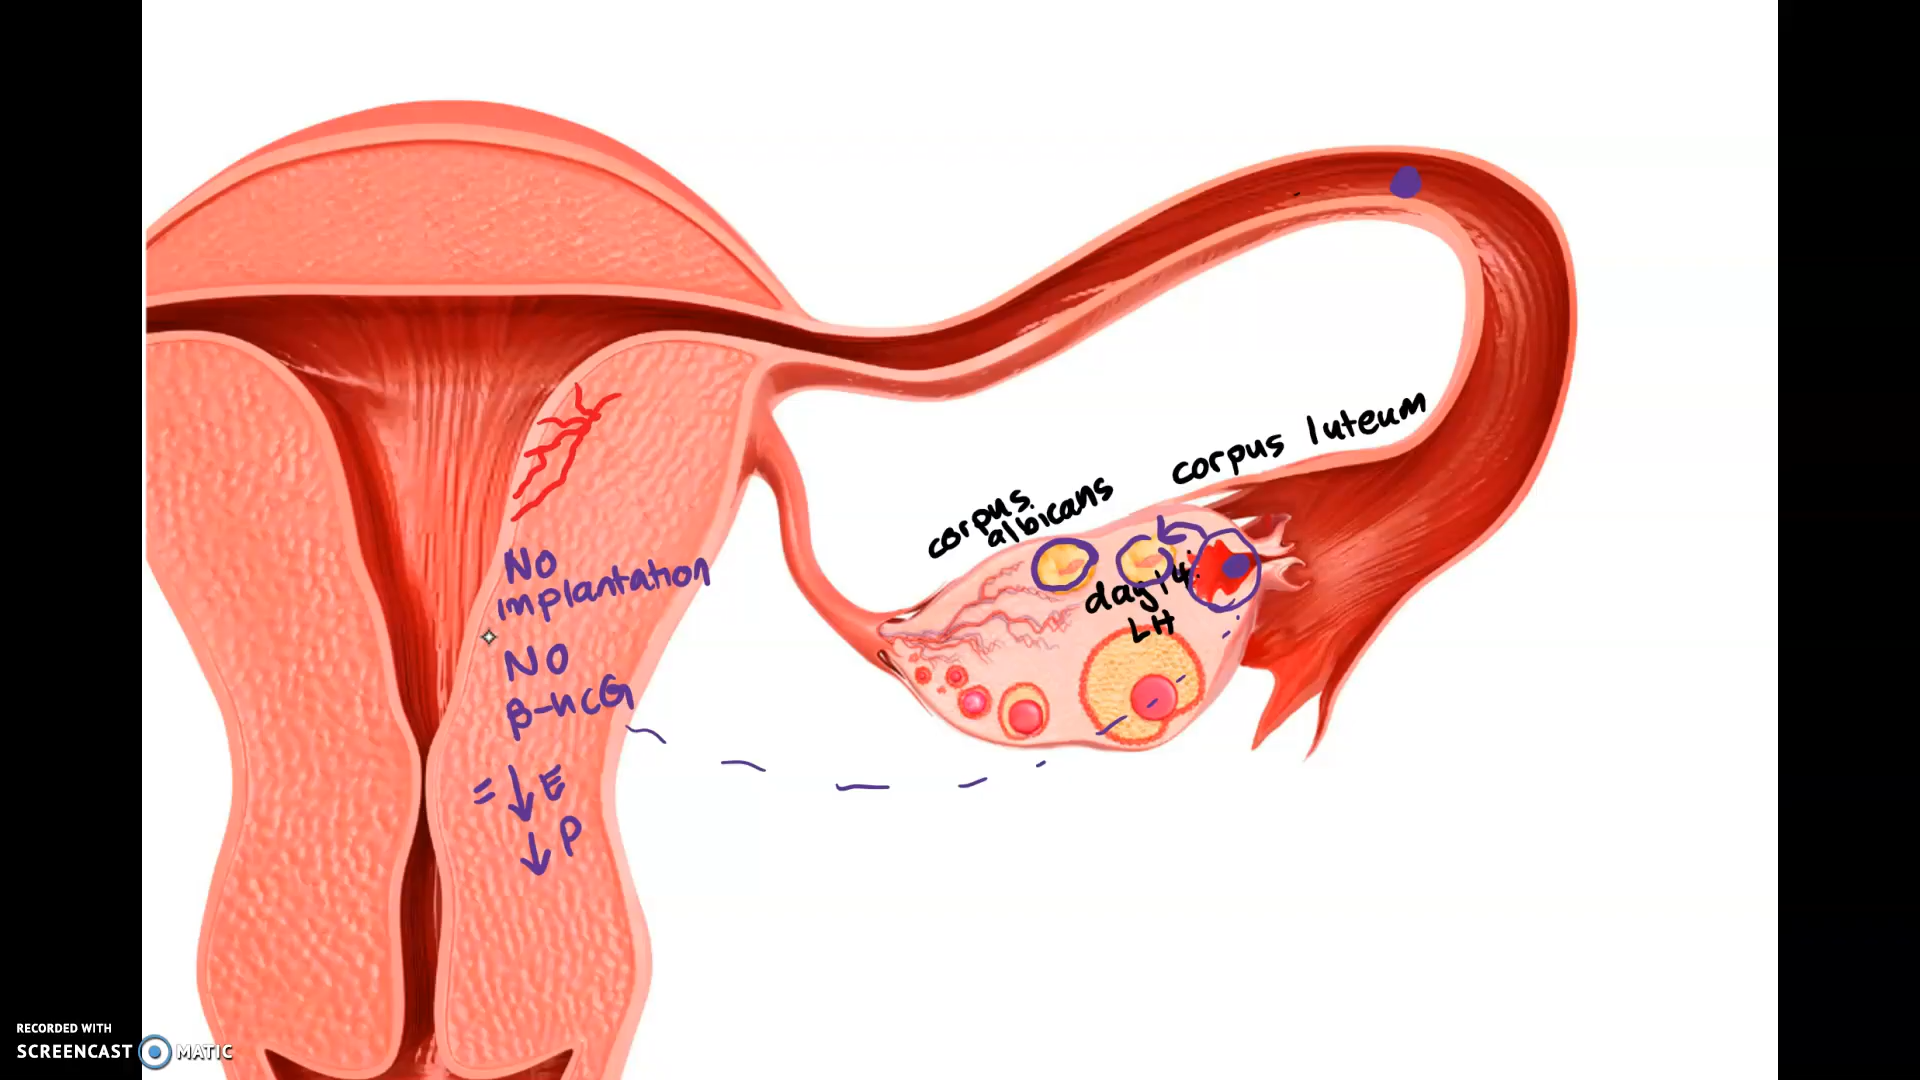 corpus luteum
corpus
albicans
day 14
LH
NO
implantation
NO
β-hCG
= ↓ E
↓ P
RECORDED WITH
SCREENCAST MATIC